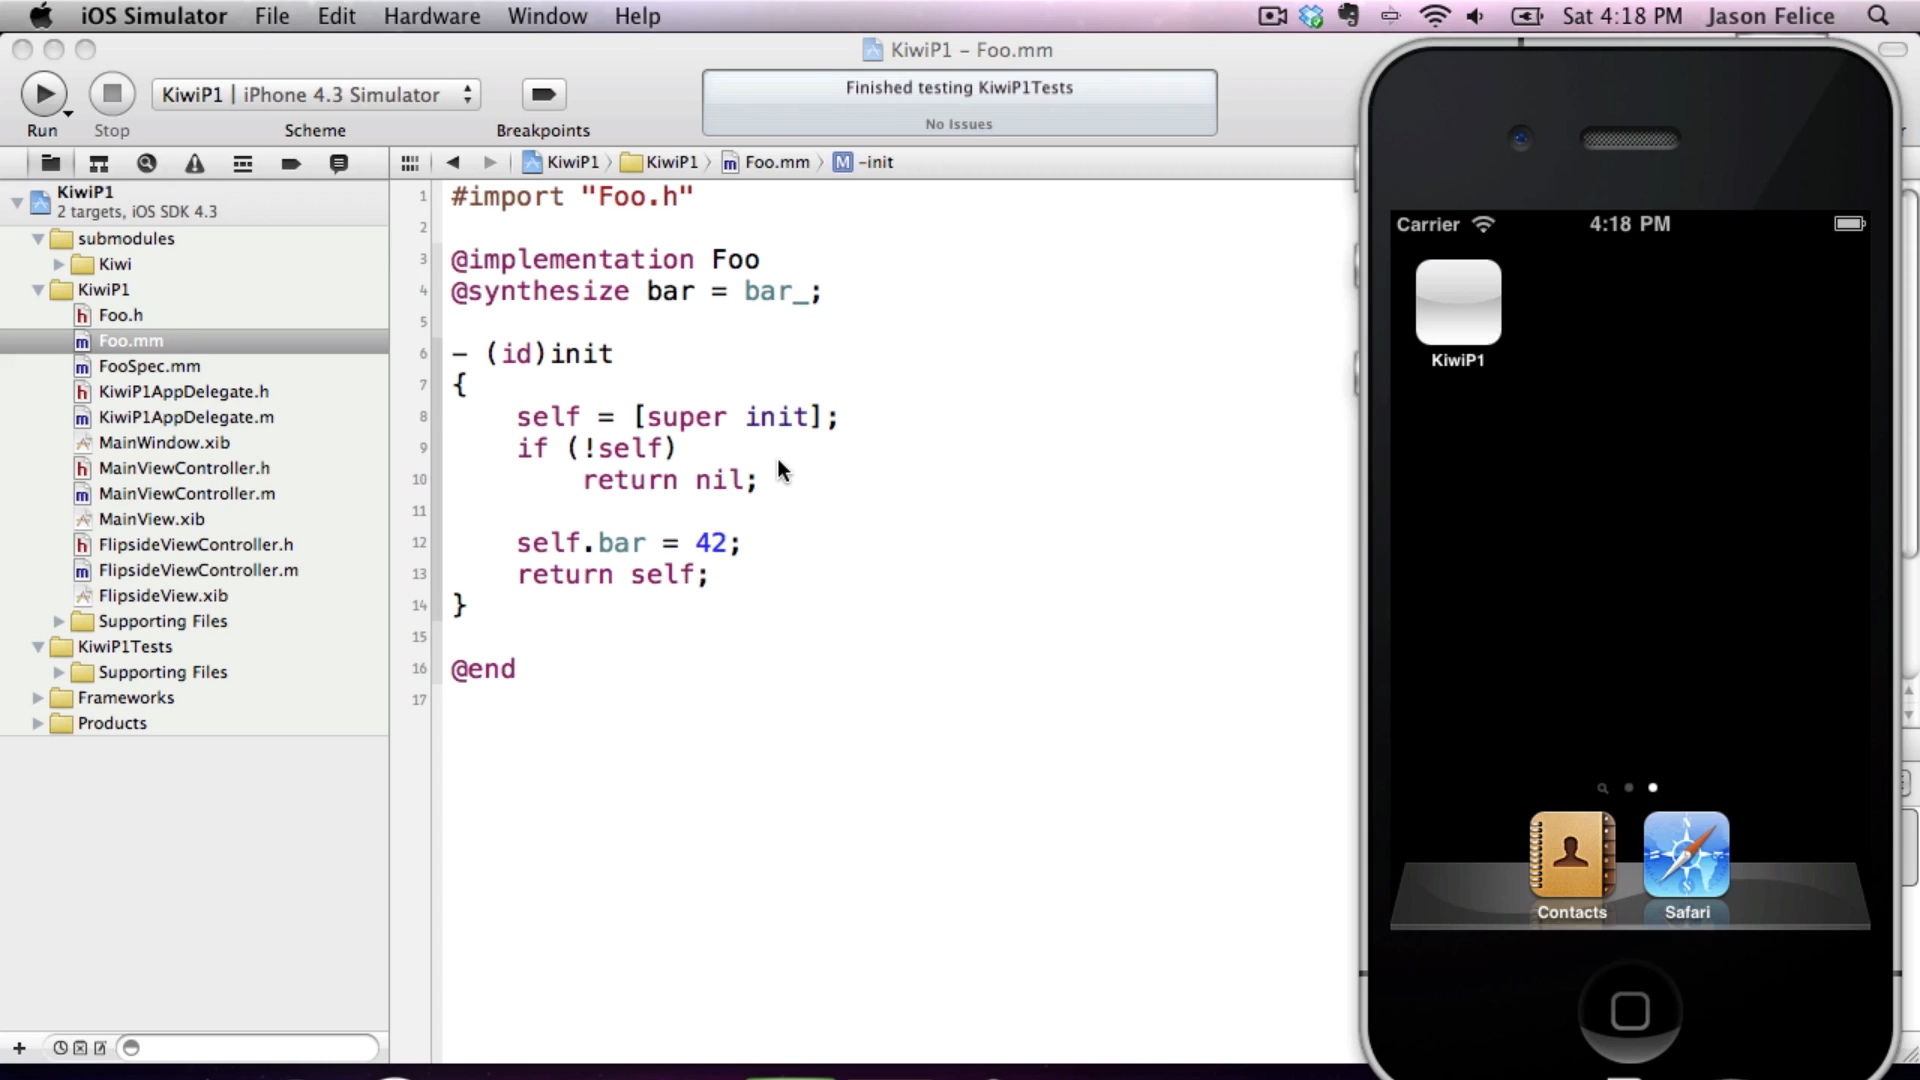 iOS Simulator File Edit Hardware Window Help Sat 4:18 PM Jason Felice
KiwiP1 – Foo.mm
KiwiP1 | iPhone 4.3 Simulator
Finished testing KiwiP1Tests
No Issues
Run Stop Scheme Breakpoints
KiwiP1 KiwiP1 m Foo.mm M -init
KiwiP1
2 targets, iOS SDK 4.3
submodules
Kiwi
KiwiP1
h Foo.h
m Foo.mm
m FooSpec.mm
h KiwiP1AppDelegate.h
m KiwiP1AppDelegate.m
MainWindow.xib
h MainViewController.h
m MainViewController.m
MainView.xib
h FlipsideViewController.h
m FlipsideViewController.m
FlipsideView.xib
Supporting Files
KiwiP1Tests
Supporting Files
Frameworks
Products
1 #import "Foo.h"
2
3 @implementation Foo
4 @synthesize bar = bar_;
5
6 - (id)init
7 {
8 self = [super init];
9 if (!self)
10 return nil;
11
12 self.bar = 42;
13 return self;
14 }
15
16 @end
17
Carrier 4:18 PM
KiwiP1
Contacts Safari